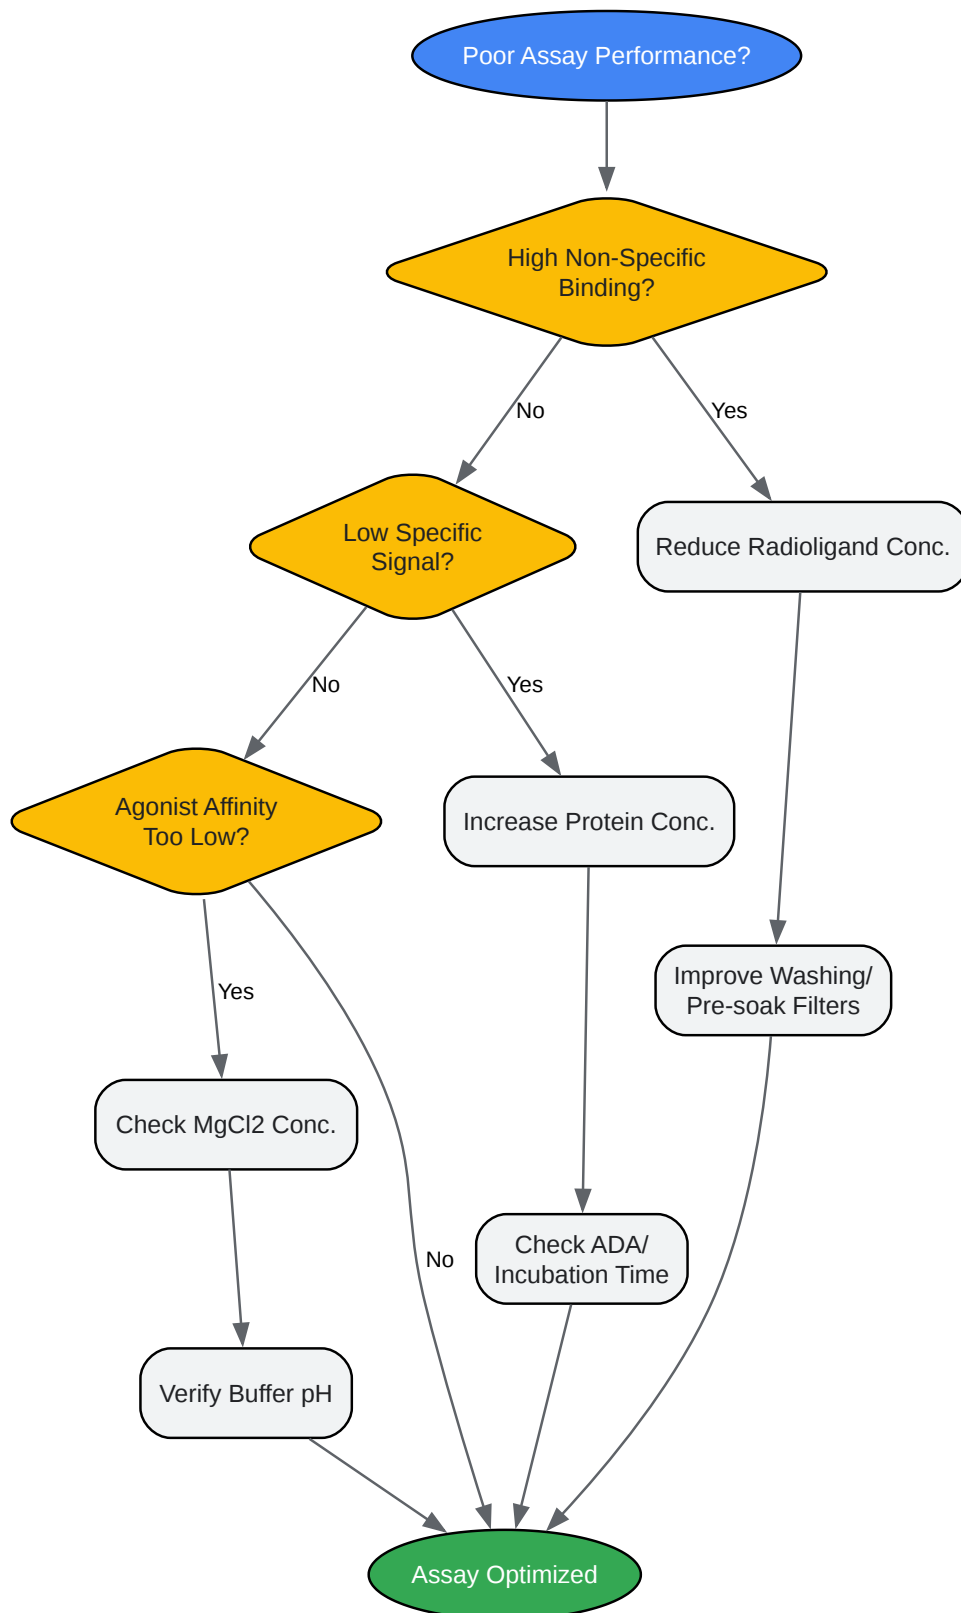 Poor Assay Performance?
High Non-Specific
Binding?
No
Yes
Low Specific
Signal?
Reduce Radioligand Conc.
No
Yes
Agonist Affinity
Too Low?
Increase Protein Conc.
Improve Washing/
Pre-soak Filters
Yes
Check MgCl2 Conc.
No
Check ADA/
Incubation Time
Verify Buffer pH
Assay Optimized